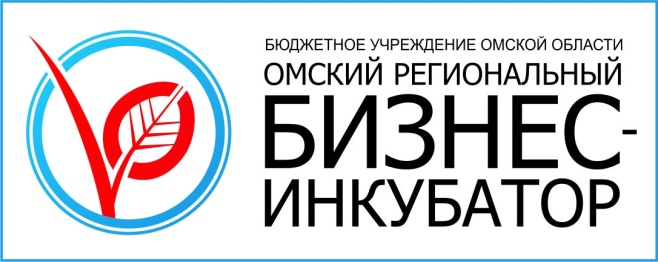 БЮДЖЕТНОЕ УЧРЕЖДЕНИЕ ОМСКОЙ ОБЛАСТИ
ОМСКИЙ РЕГИОНАЛЬНЫЙ
БИЗНЕС-
ИНКУБАТОР